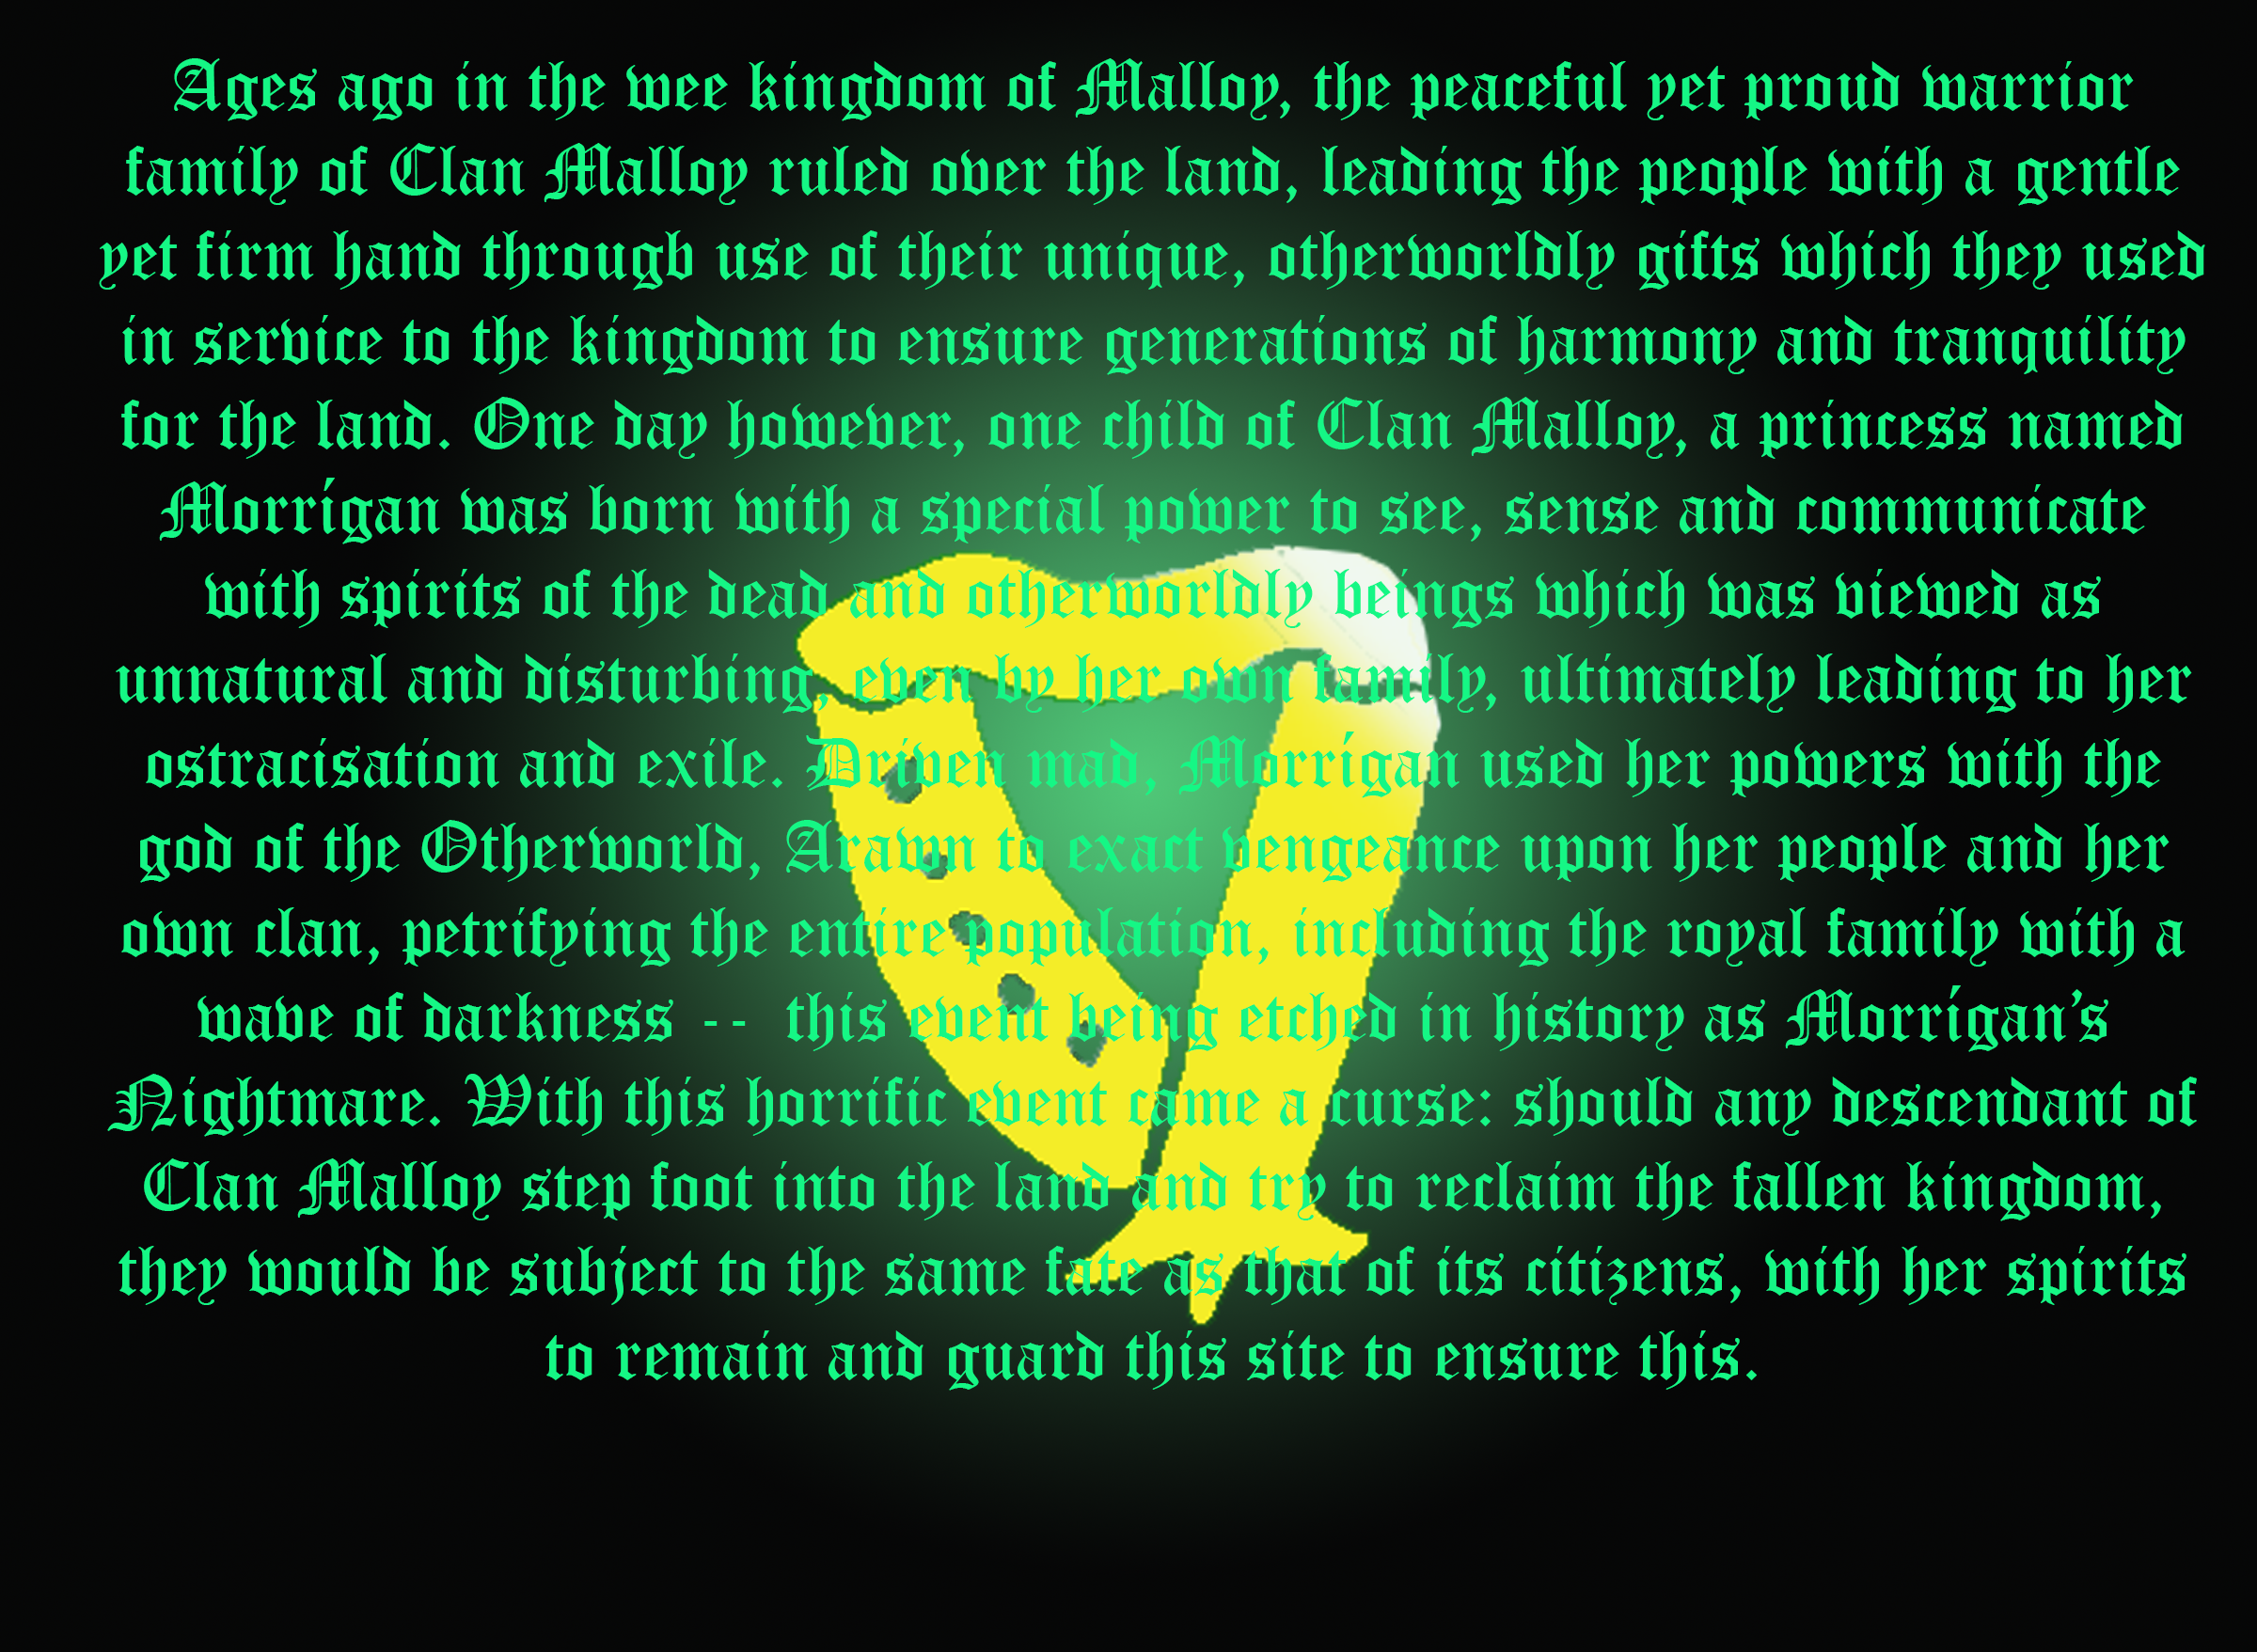 Ages ago in the wee kingdom of Malloy, the peaceful yet proud warrior
family of Clan Malloy ruled over the land, leading the people with a gentle
yet firm hand througb use of their unique, otherworldly gifts which they used
in service to the kingdom to ensure generations of harmony and tranquility
for the land. One day however, one child of Clan Malloy, a princess named
Morrígan was born with a special power to see, sense and communicate
with spirits of the dead and otherworldly beings which was viewed as
unnatural and disturbing, even by her own family, ultimately leading to her
ostracisation and exile. Driven mad, Morrígan used her powers with the
god of the Otherworld, Arawn to exact vengeance upon her people and her
own clan, petrifying the entire population, including the royal family with a
wave of darkness -- this event being etched in history as Morrígan's
Nightmare. With this horrific event came a curse: should any descendant of
Clan Malloy step foot into the land and try to reclaim the fallen kingdom,
they would be subject to the same fate as that of its citizens, with her spirits
to remain and guard this site to ensure this.